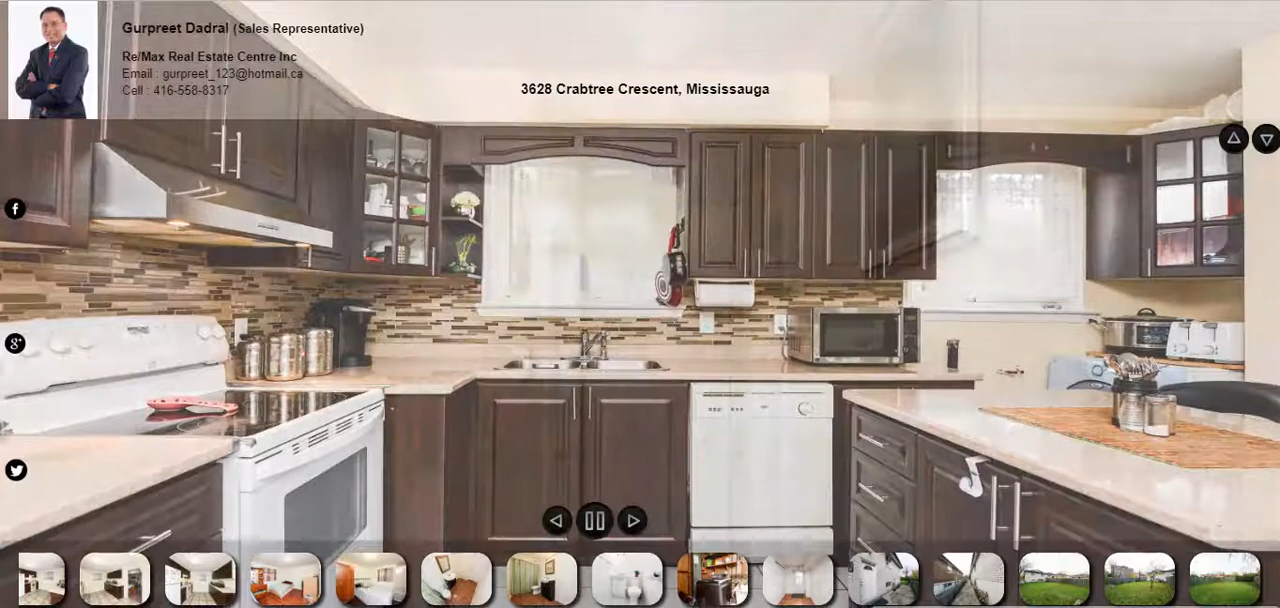 Gurpreet Dadral (Sales Representative)
Re/Max Real Estate Centre Inc
Email : gurpreet_123@hotmail.ca
Cell : 416-558-8317
3628 Crabtree Crescent, Mississauga